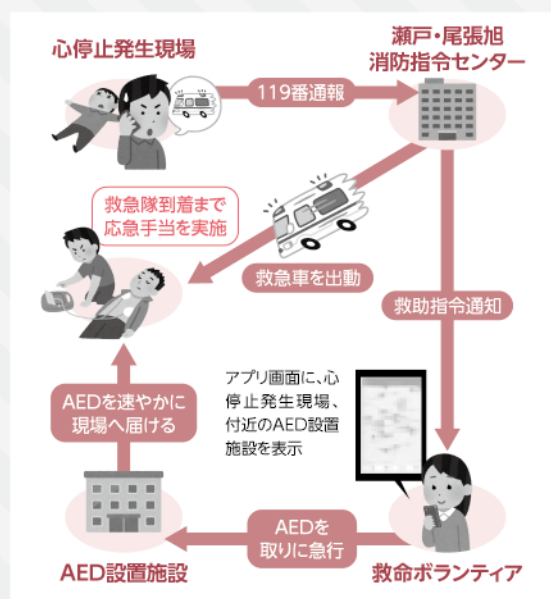 心停止発生現場
瀬戸・尾張旭
消防指令センター
119番通報
救急隊到着まで
応急手当を実施
救急車を出動
救助指令通知
AEDを速やかに
現場へ届ける
アプリ画面に、心
停止発生現場、
付近のAED設置
施設を表示
AEDを
取りに急行
AED設置施設
救命ボランティア